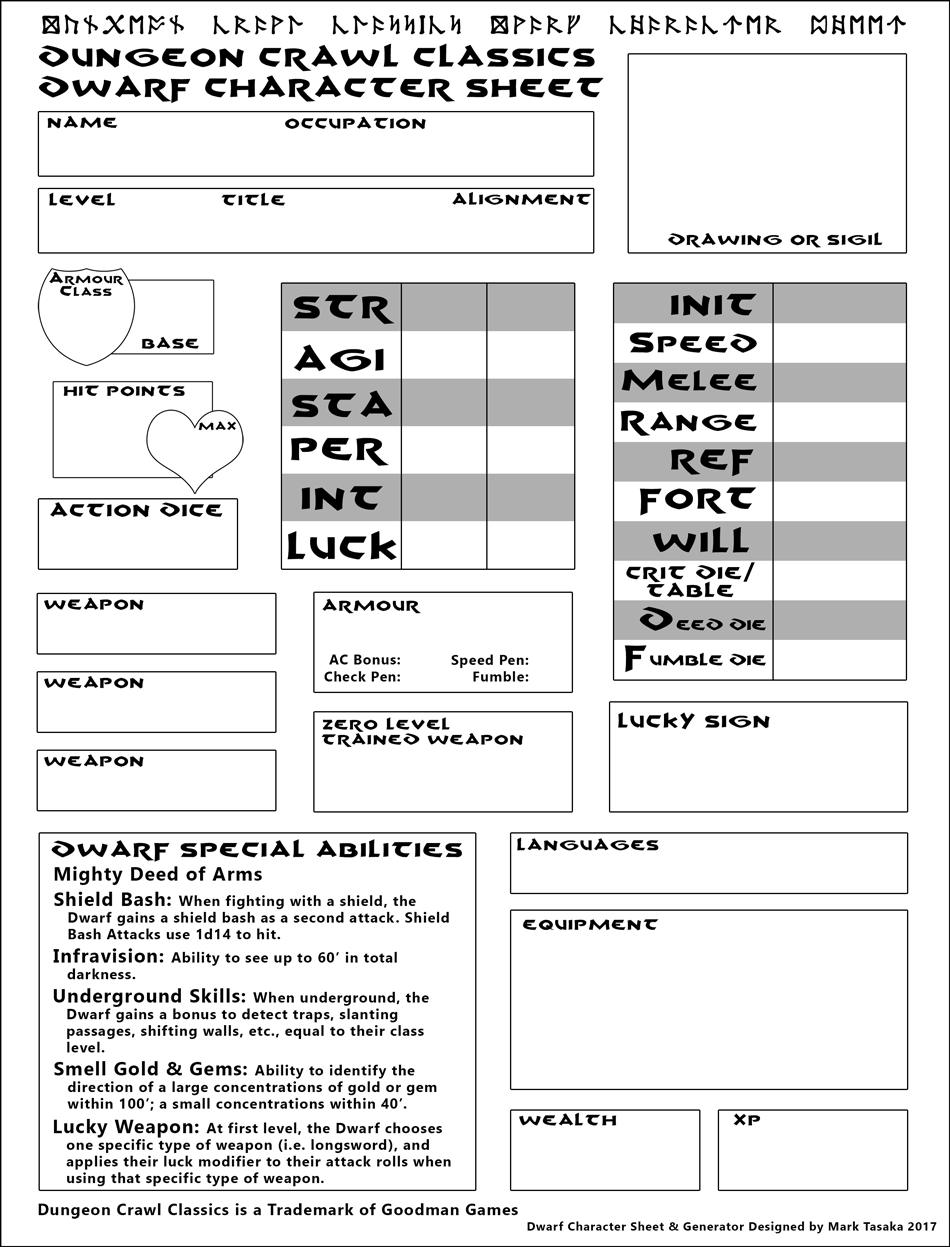 DUNGEON CRAWL CLASSICS
DWARF CHARACTER SHEET
NAME OCCUPATION
LEVEL TITLE ALIGNMENT
DRAWING OR SIGIL
ARMOUR
CLASS
BASE
HIT POINTS
MAX
ACTION DICE
STR
AGI
STA
PER
INT
LUCK
INIT
SPEED
MELEE
RANGE
REF
FORT
WILL
CRIT DIE/
TABLE
DEED DIE
FUMBLE DIE
WEAPON
WEAPON
WEAPON
ARMOUR
AC Bonus: Speed Pen:
Check Pen: Fumble:
ZERO LEVEL
TRAINED WEAPON
LUCKY SIGN
DWARF SPECIAL ABILITIES
Mighty Deed of Arms
Shield Bash: When fighting with a shield, the
Dwarf gains a shield bash as a second attack. Shield
Bash Attacks use 1d14 to hit.
Infravision: Ability to see up to 60’ in total
darkness.
Underground Skills: When underground, the
Dwarf gains a bonus to detect traps, slanting
passages, shifting walls, etc., equal to their class
level.
Smell Gold & Gems: Ability to identify the
direction of a large concentrations of gold or gem
within 100’; a small concentrations within 40’.
Lucky Weapon: At first level, the Dwarf chooses
one specific type of weapon (i.e. longsword), and
applies their luck modifier to their attack rolls when
using that specific type of weapon.
LANGUAGES
EQUIPMENT
WEALTH
XP
Dungeon Crawl Classics is a Trademark of Goodman Games
Dwarf Character Sheet & Generator Designed by Mark Tasaka 2017